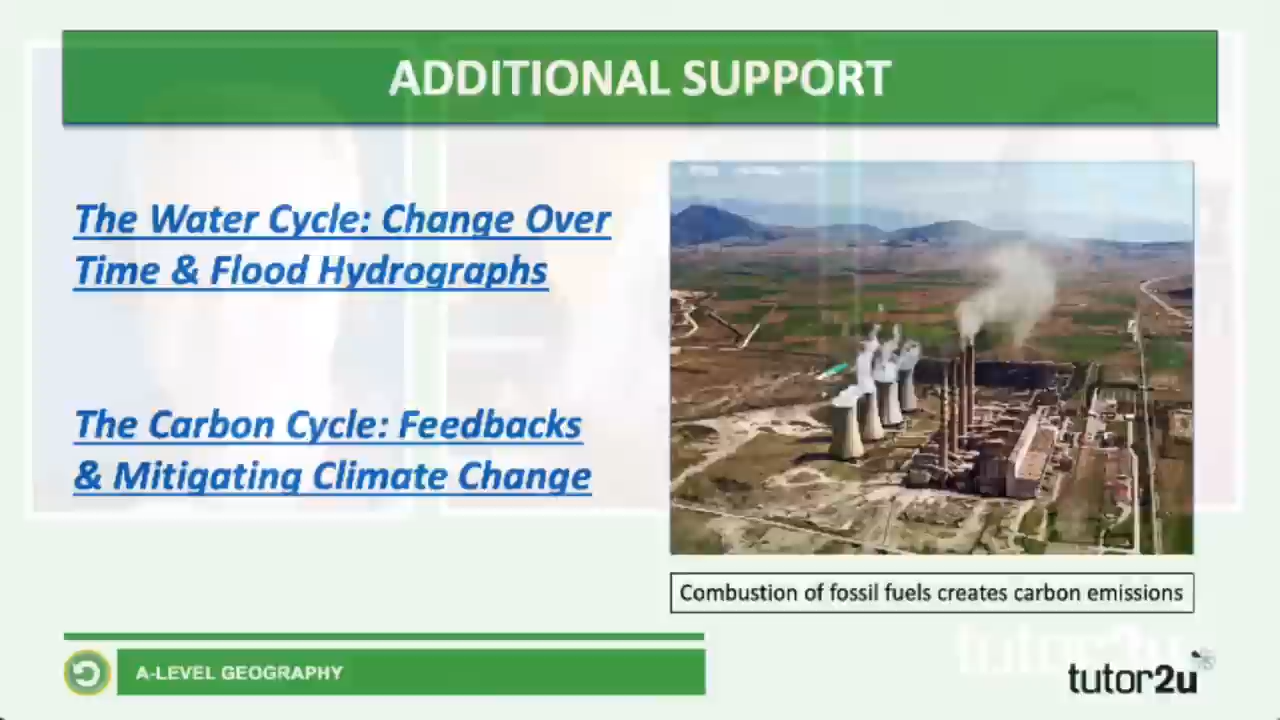 ADDITIONAL SUPPORT
The Water Cycle: Change Over
Time & Flood Hydrographs
The Carbon Cycle: Feedbacks
& Mitigating Climate Change
Combustion of fossil fuels creates carbon emissions
A-LEVEL GEOGRAPHY
tutor2u
tutor2u